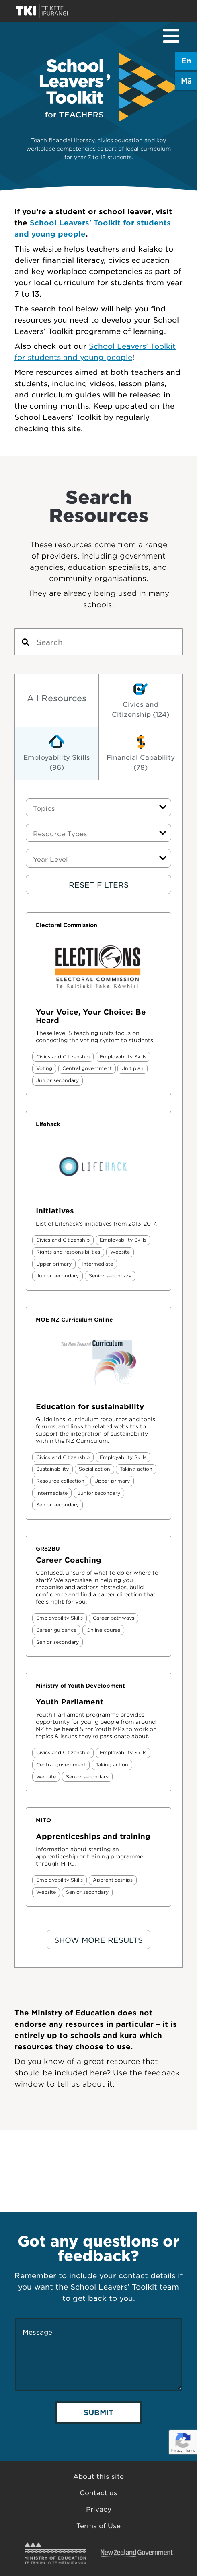 TKI TE KETE
IPURANGI
En
Mā
School
Leavers’
Toolkit
for TEACHERS
Teach financial literacy, civics education and key
workplace competencies as part of local curriculum
for year 7 to 13 students.
If you're a student or school leaver, visit
the School Leavers' Toolkit for students
and young people.
This website helps teachers and kaiako to
deliver financial literacy, civics education
and key workplace competencies as part of
your local curriculum for students from year
7 to 13.
The search tool below will help you find
resources you need to develop your School
Leavers' Toolkit programme of learning.
Also check out our School Leavers' Toolkit
for students and young people!
More resources aimed at both teachers and
students, including videos, lesson plans,
and curriculum guides will be released in
the coming months. Keep updated on the
School Leavers' Toolkit by regularly
checking this site.
Search
Resources
These resources come from a range
of providers, including government
agencies, education specialists, and
community organisations.
They are already being used in many
schools.
Search
All Resources
Civics and
Citizenship (124)
Employability Skills
(96)
Financial Capability
(78)
Topics
Resource Types
Year Level
RESET FILTERS
Electoral Commission
ELECTIONS
ELECTORAL COMMISSION
Te Kaitiaki Take Kōwhiri
Your Voice, Your Choice: Be
Heard
These level 5 teaching units focus on
connecting the voting system to students
Civics and Citizenship Employability Skills
Voting Central government Unit plan
Junior secondary
Lifehack
LIFEHACK
Initiatives
List of Lifehack's initiatives from 2013-2017.
Civics and Citizenship Employability Skills
Rights and responsibilities Website
Upper primary Intermediate
Junior secondary Senior secondary
MOE NZ Curriculum Online
The New Zealand Curriculum
Education for sustainability
Guidelines, curriculum resources and tools,
forums, and links to related websites to
support the integration of sustainability
within the NZ Curriculum.
Civics and Citizenship Employability Skills
Sustainability Social action Taking action
Resource collection Upper primary
Intermediate Junior secondary
Senior secondary
GR82BU
Career Coaching
Confused, unsure of what to do or where to
start? We specialise in helping you
recognise and address obstacles, build
confidence and find a career direction that
feels right for you.
Employability Skills Career pathways
Career guidance Online course
Senior secondary
Ministry of Youth Development
Youth Parliament
Youth Parliament programme provides
opportunity for young people from around
NZ to be heard & for Youth MPs to work on
topics & issues they're passionate about.
Civics and Citizenship Employability Skills
Central government Taking action
Website Senior secondary
MITO
Apprenticeships and training
Information about starting an
apprenticeship or training programme
through MITO.
Employability Skills Apprenticeships
Website Senior secondary
SHOW MORE RESULTS
The Ministry of Education does not
endorse any resources in particular – it is
entirely up to schools and kura which
resources they choose to use.
Do you know of a great resource that
should be included here? Use the feedback
window to tell us about it.
Got any questions or
feedback?
Remember to include your contact details if
you want the School Leavers' Toolkit team
to get back to you.
Message
SUBMIT
Privacy - Terms
About this site
Contact us
Privacy
Terms of Use
MINISTRY OF EDUCATION
TE TĀHUHU O TE MĀTAURANGA
New Zealand Government